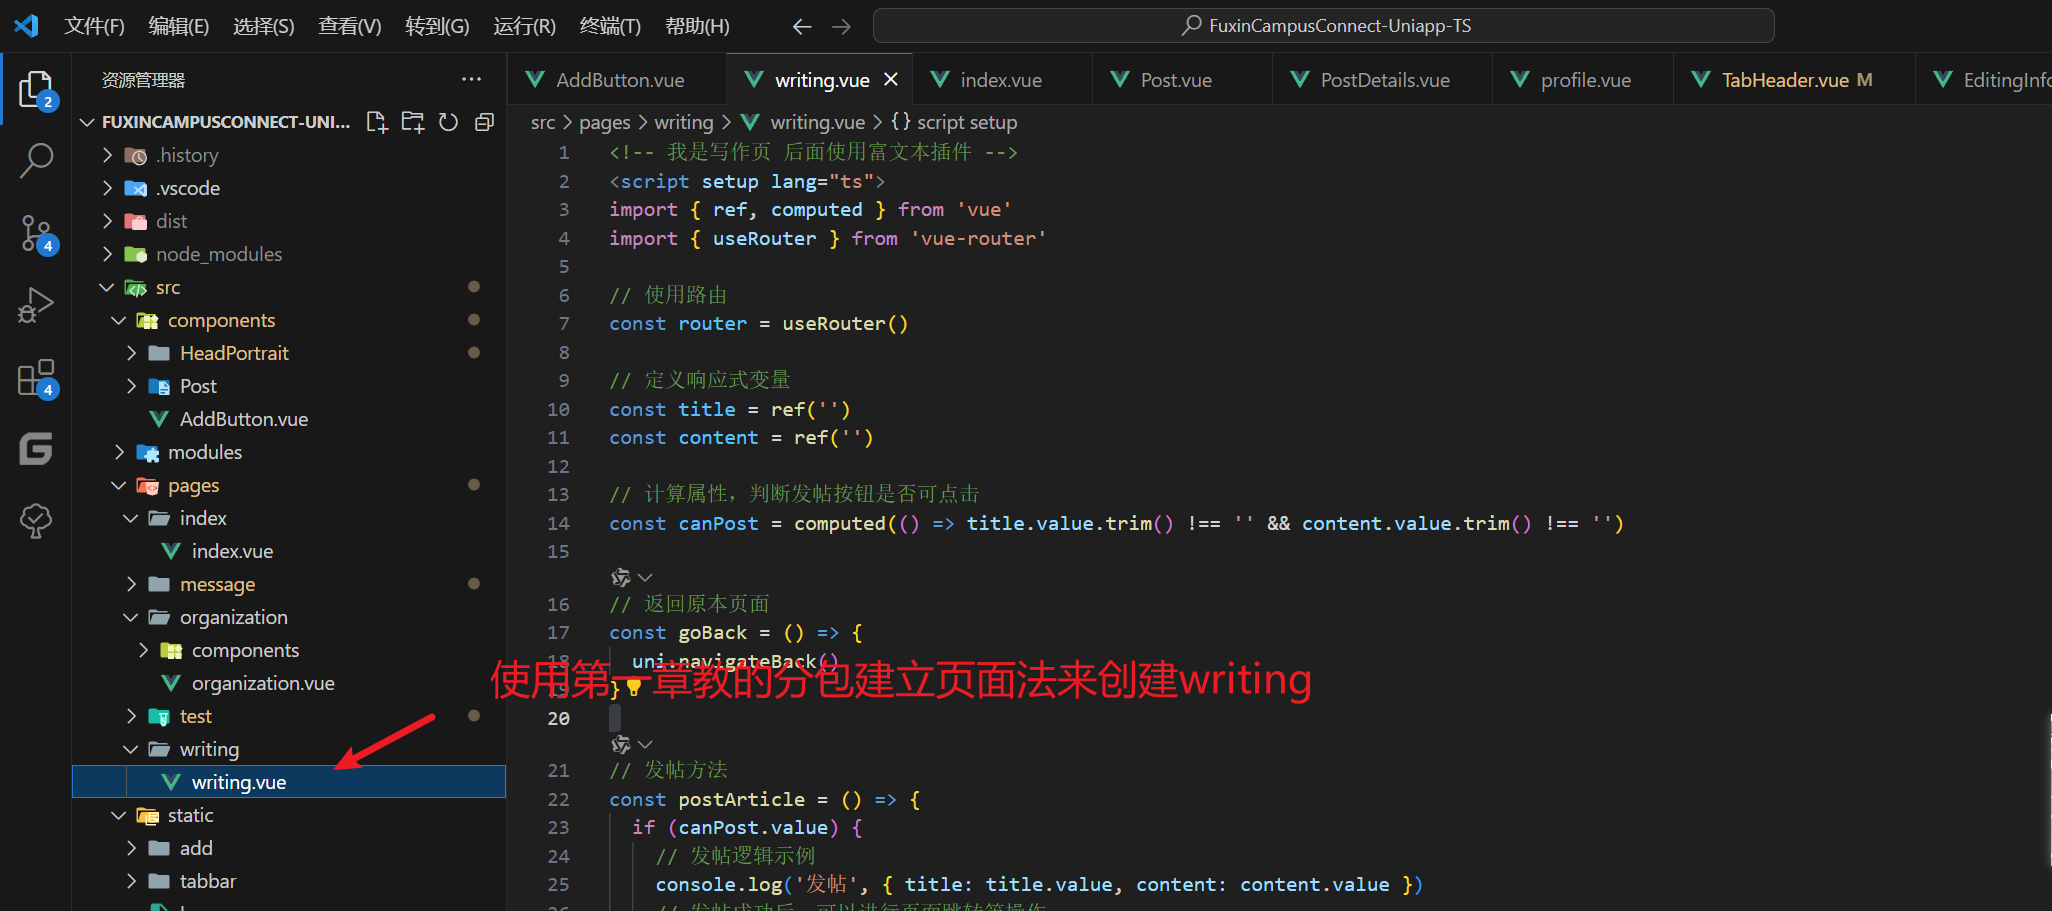 文件(F) 编辑(E) 选择(S) 查看(V) 转到(G) 运行(R) 终端(T) 帮助(H) FuxinCampusConnect-Uniapp-TS
资源管理器
FUXINCAMPUSCONNECT-UNI...
.history
.vscode
dist
node_modules
src
components
HeadPortrait
Post
AddButton.vue
modules
pages
index
index.vue
message
organization
components
organization.vue
test
writing
writing.vue
static
add
tabbar
2
4
4
AddButton.vue writing.vue index.vue Post.vue PostDetails.vue profile.vue TabHeader.vue M EditingInfo
src > pages > writing > writing.vue > {} script setup
1 <!-- 我是写作页 后面使用富文本插件 -->
2 <script setup lang="ts">
3 import { ref, computed } from 'vue'
4 import { useRouter } from 'vue-router'
5
6 // 使用路由
7 const router = useRouter()
8
9 // 定义响应式变量
10 const title = ref('')
11 const content = ref('')
12
13 // 计算属性，判断发帖按钮是否可点击
14 const canPost = computed(() => title.value.trim() !== '' && content.value.trim() !== '')
15
16 // 返回原本页面
17 const goBack = () => {
18 uni.navigateBack()
19 }
使用第一章教的分包建立页面法来创建writing
20
21 // 发帖方法
22 const postArticle = () => {
23 if (canPost.value) {
24 // 发帖逻辑示例
25 console.log('发帖', { title: title.value, content: content.value })